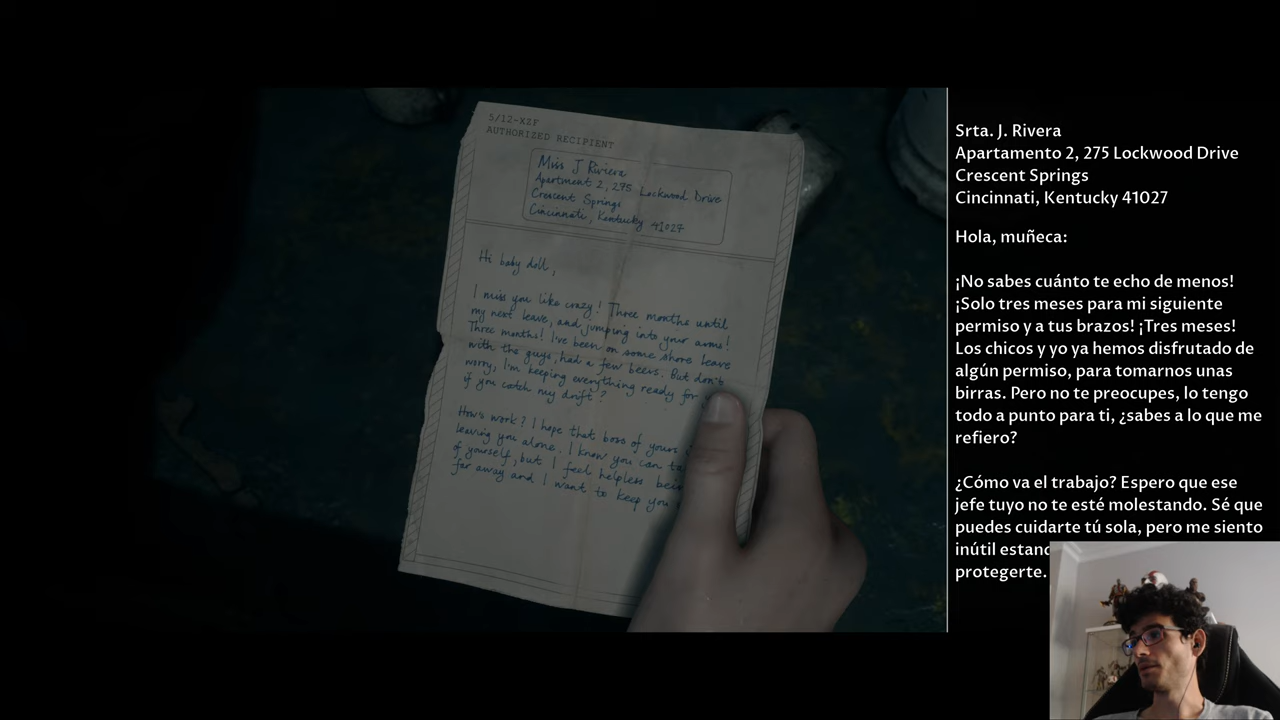 5/12-X2F
AUTHORIZED RECIPIENT
Miss J Riviera
Apartment 2, 275 Lockwood Drive
Crescent Springs
Cincinnati, Kentucky 41027
Hi baby doll,
I miss you like crazy! Three months until
my next leave, and jumping into your arms!
Three months! I've been on some shore leave
with the guys, had a few beers. But don't
worry, I'm keeping everything ready for
if you catch my drift?
How's work? I hope that boss of yours
leaving you alone. I know you can
of yourself, but I feel helpless
far away and I want to keep you
Srta. J. Rivera
Apartamento 2, 275 Lockwood Drive
Crescent Springs
Cincinnati, Kentucky 41027
Hola, muñeca:
¡No sabes cuánto te echo de menos!
¡Solo tres meses para mi siguiente
permiso y a tus brazos! ¡Tres meses!
Los chicos y yo ya hemos disfrutado de
algún permiso, para tomarnos unas
birras. Pero no te preocupes, lo tengo
todo a punto para ti, ¿sabes a lo que me
refiero?
¿Cómo va el trabajo? Espero que ese
jefe tuyo no te esté molestando. Sé que
puedes cuidarte tú sola, pero me siento
inútil
protegerte.